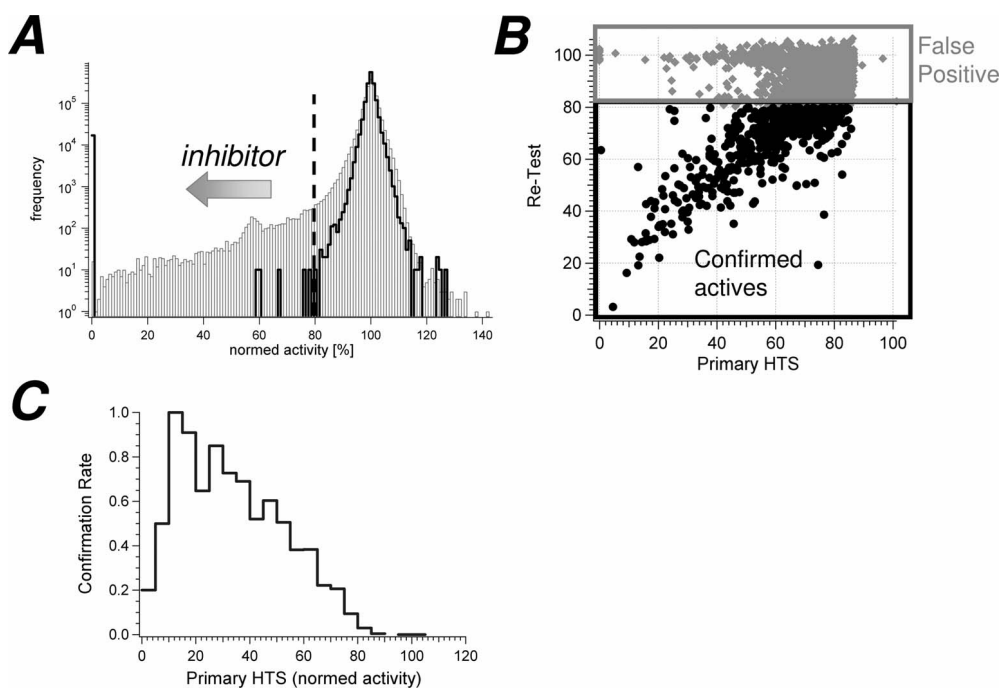 A
frequency
10^5
10^4
10^3
10^2
10^1
10^0
inhibitor
0
20
40
60
80
100
120
140
normed activity [%]
B
Re-Test
100
80
60
40
20
0
False
Positive
Confirmed
actives
0
20
40
60
80
100
Primary HTS
C
Confirmation Rate
1.0
0.8
0.6
0.4
0.2
0.0
0
20
40
60
80
100
120
Primary HTS (normed activity)